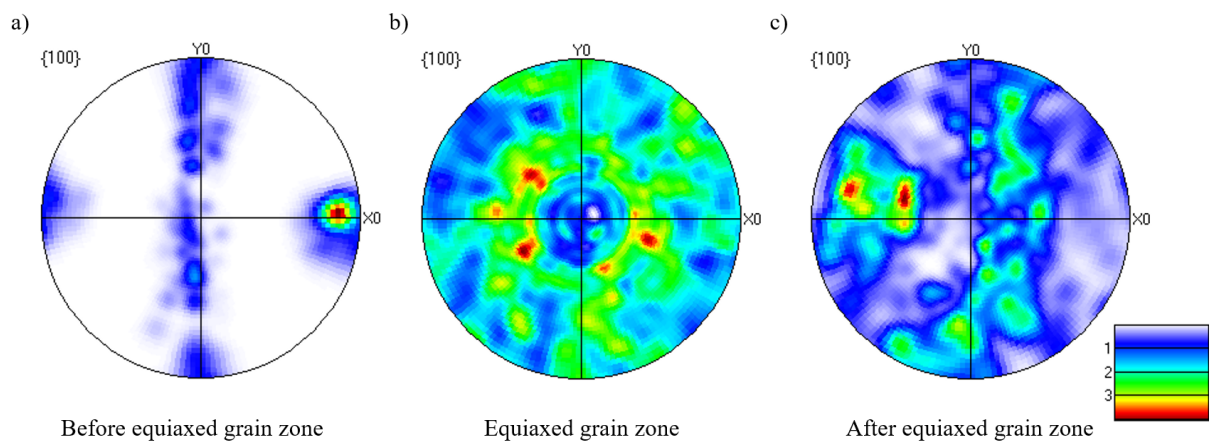 a)
{100}
Y0
X0
Before equiaxed grain zone
b)
{100}
Y0
X0
Equiaxed grain zone
c)
{100}
Y0
X0
After equiaxed grain zone
1
2
3